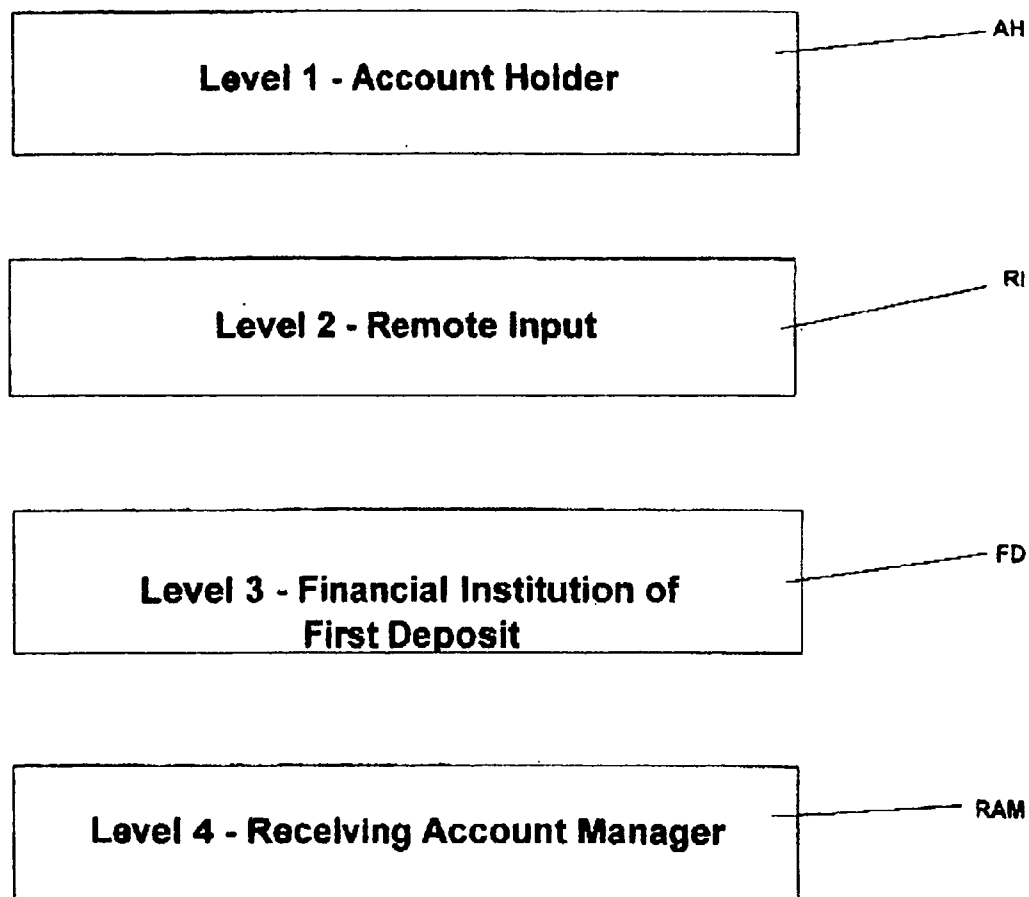 AH
Level 1 - Account Holder
RI
Level 2 - Remote Input
FD
Level 3 - Financial Institution of
First Deposit
RAM
Level 4 - Receiving Account Manager